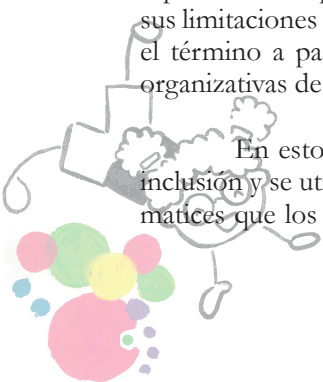 sus limitaciones
el término a pa
organizativas de
En esto
inclusión y se ut
matices que los